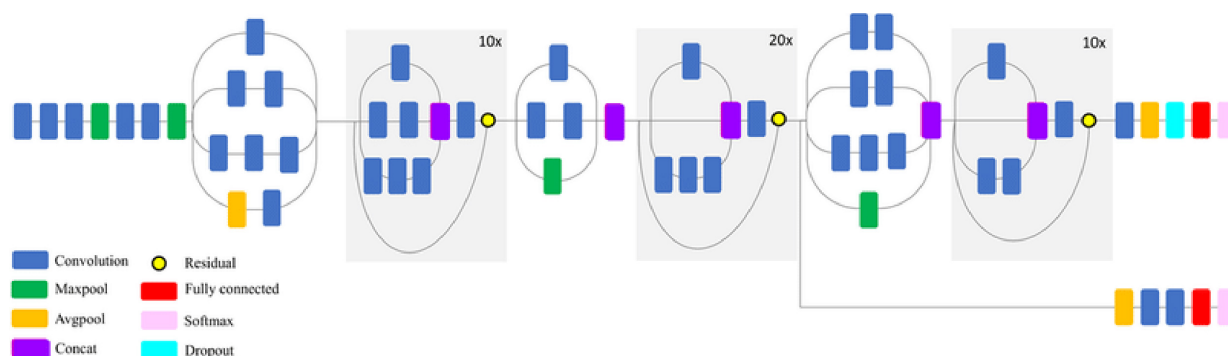 10x
20x
10x
Convolution
Residual
Maxpool
Fully connected
Avgpool
Softmax
Concat
Dropout